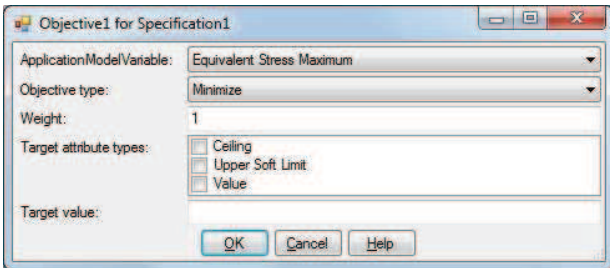 Objective1 for Specification1
ApplicationModelVariable: Equivalent Stress Maximum
Objective type: Minimize
Weight: 1
Target attribute types: Ceiling
Upper Soft Limit
Value
Target value:
OK Cancel Help